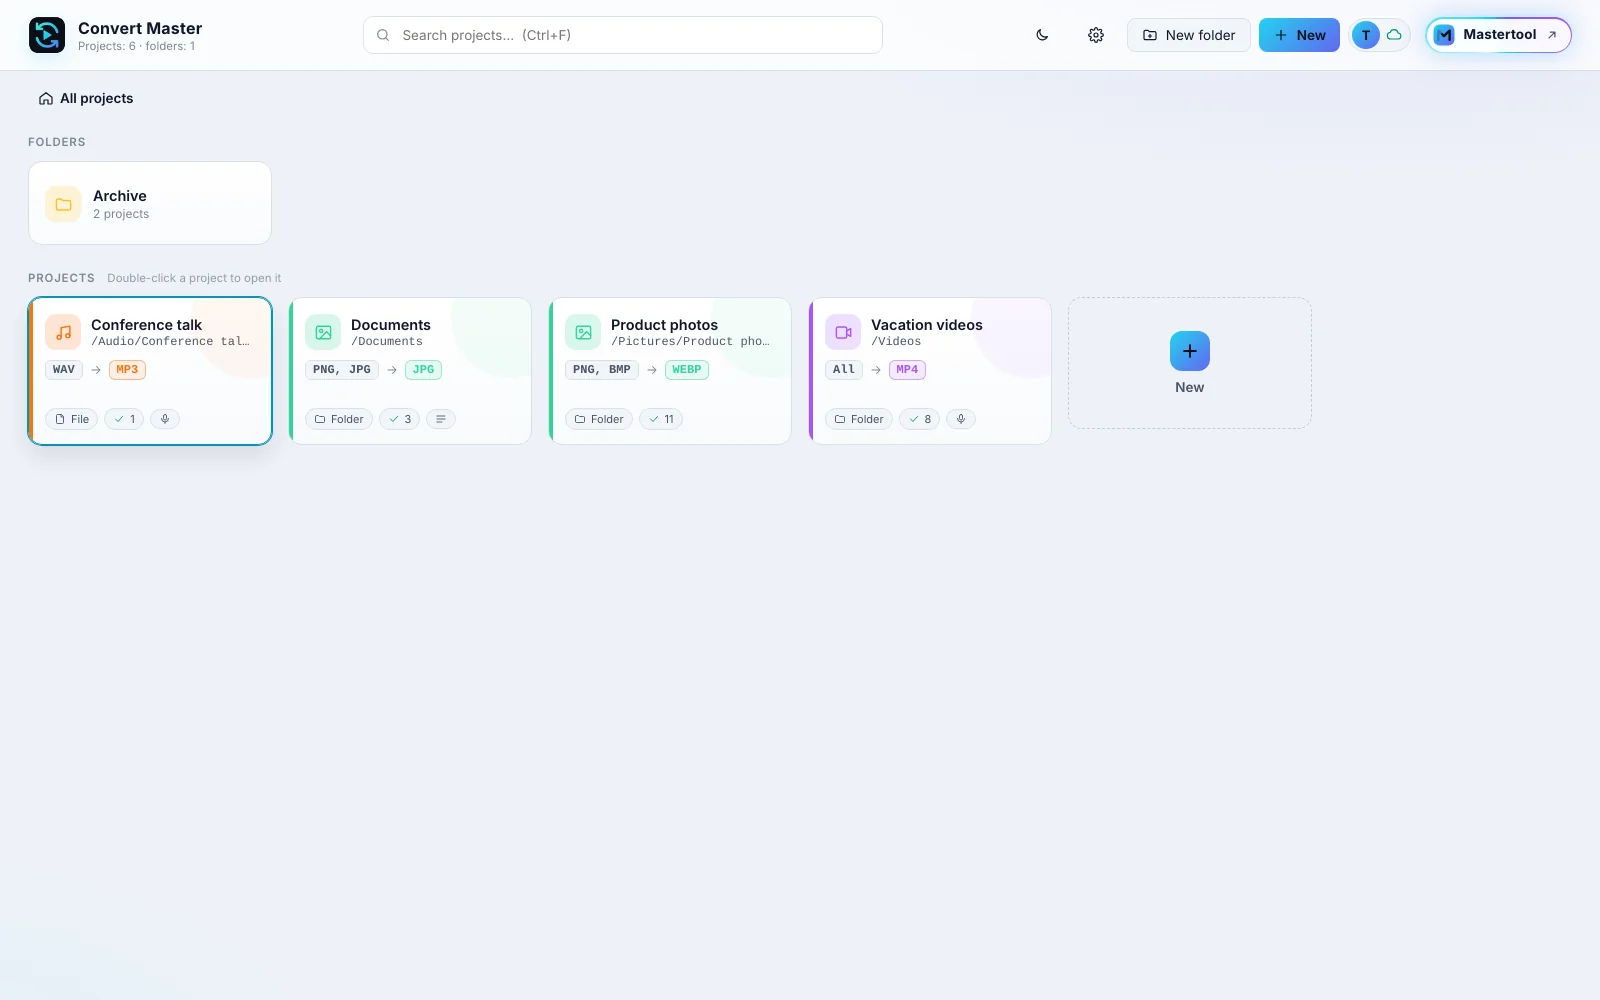 Convert Master
Projects: 6 · folders: 1
Search projects... (Ctrl+F)
New folder
New
T
Mastertool
All projects
FOLDERS
Archive
2 projects
PROJECTS Double-click a project to open it
Conference talk
/Audio/Conference tal…
WAV → MP3
File 1
Documents
/Documents
PNG, JPG → JPG
Folder 3
Product photos
/Pictures/Product pho…
PNG, BMP → WEBP
Folder 11
Vacation videos
/Videos
All → MP4
Folder 8
New